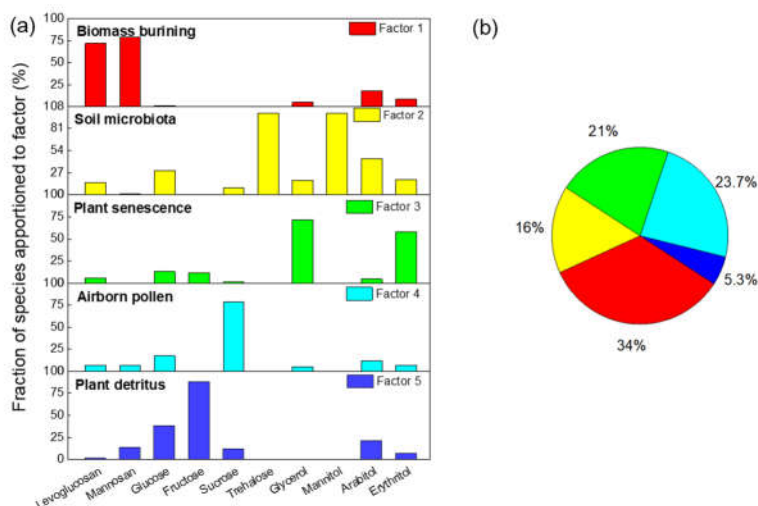 (a)
(b)
Fraction of species apportioned to factor (%)
100
75
50
25
Biomass burining
Factor 1
108
81
54
27
Soil microbiota
Factor 2
100
75
50
25
Plant senescence
Factor 3
100
75
50
25
Airborn pollen
Factor 4
100
75
50
25
0
Plant detritus
Factor 5
Levoglucosan
Mannosan
Glucose
Fructose
Sucrose
Trehalose
Glycerol
Mannitol
Arabitol
Erythritol
21%
23.7%
16%
5.3%
34%